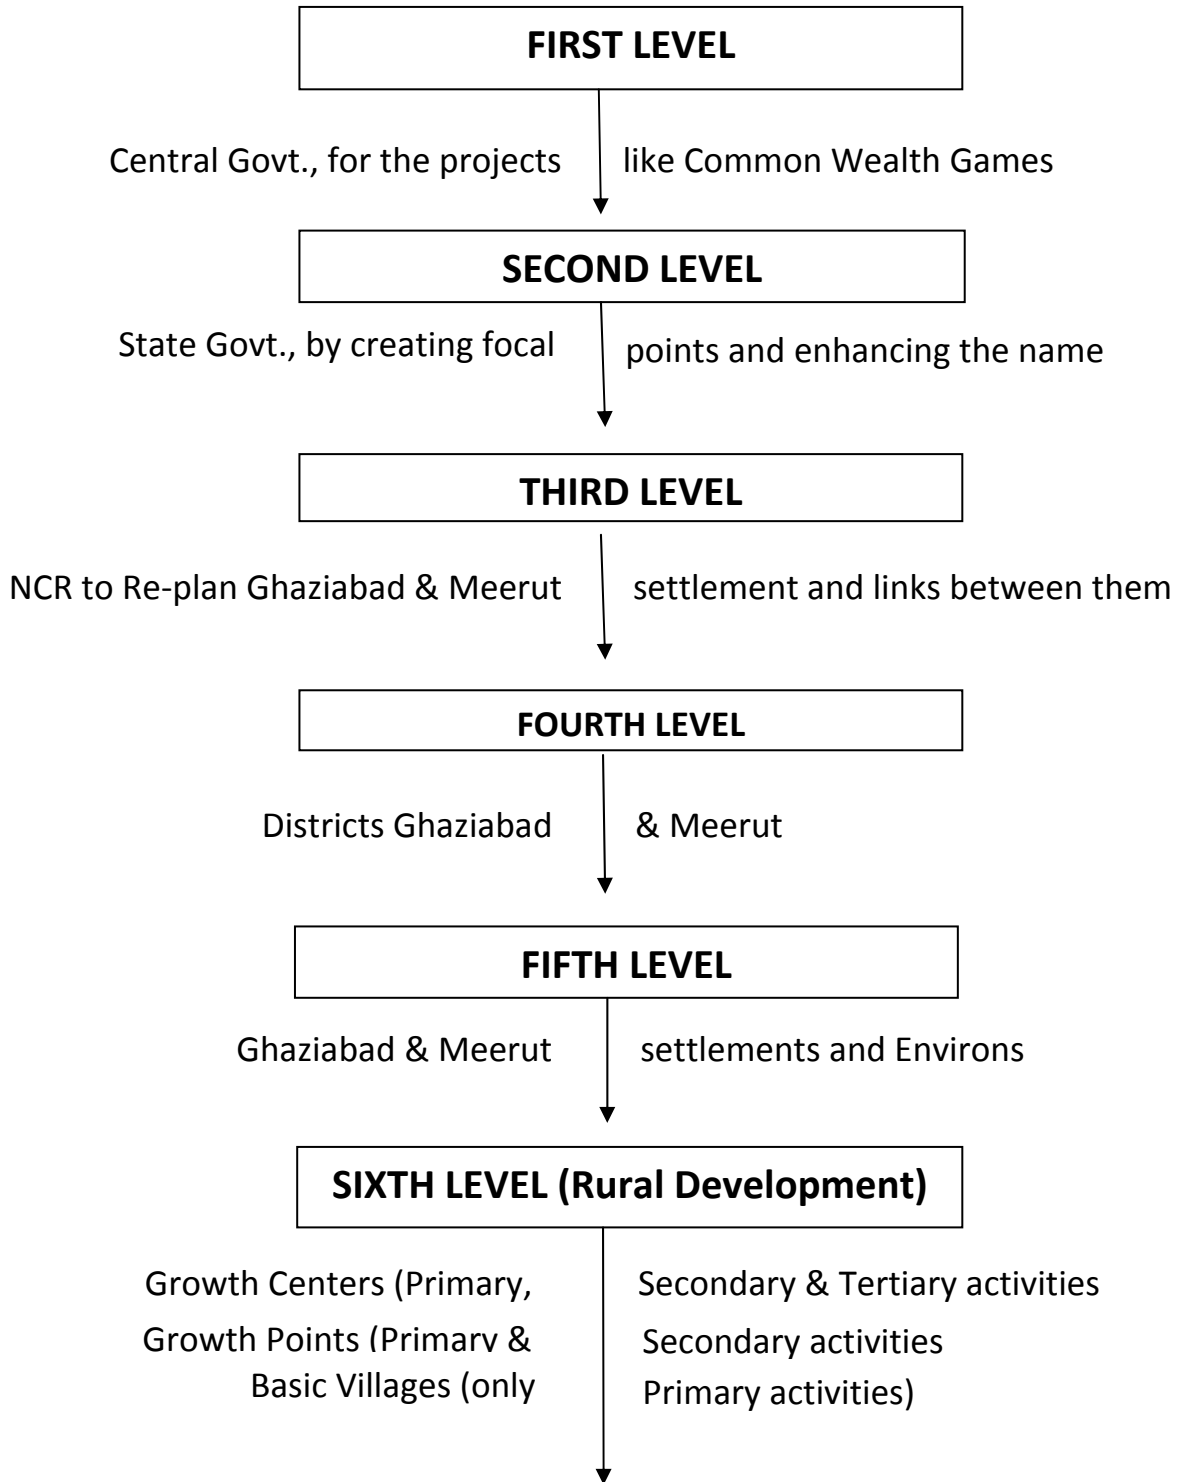 FIRST LEVEL
Central Govt., for the projects like Common Wealth Games
SECOND LEVEL
State Govt., by creating focal points and enhancing the name
THIRD LEVEL
NCR to Re-plan Ghaziabad & Meerut settlement and links between them
FOURTH LEVEL
Districts Ghaziabad & Meerut
FIFTH LEVEL
Ghaziabad & Meerut settlements and Environs
SIXTH LEVEL (Rural Development)
Growth Centers (Primary, Secondary & Tertiary activities
Growth Points (Primary & Secondary activities
Basic Villages (only Primary activities)